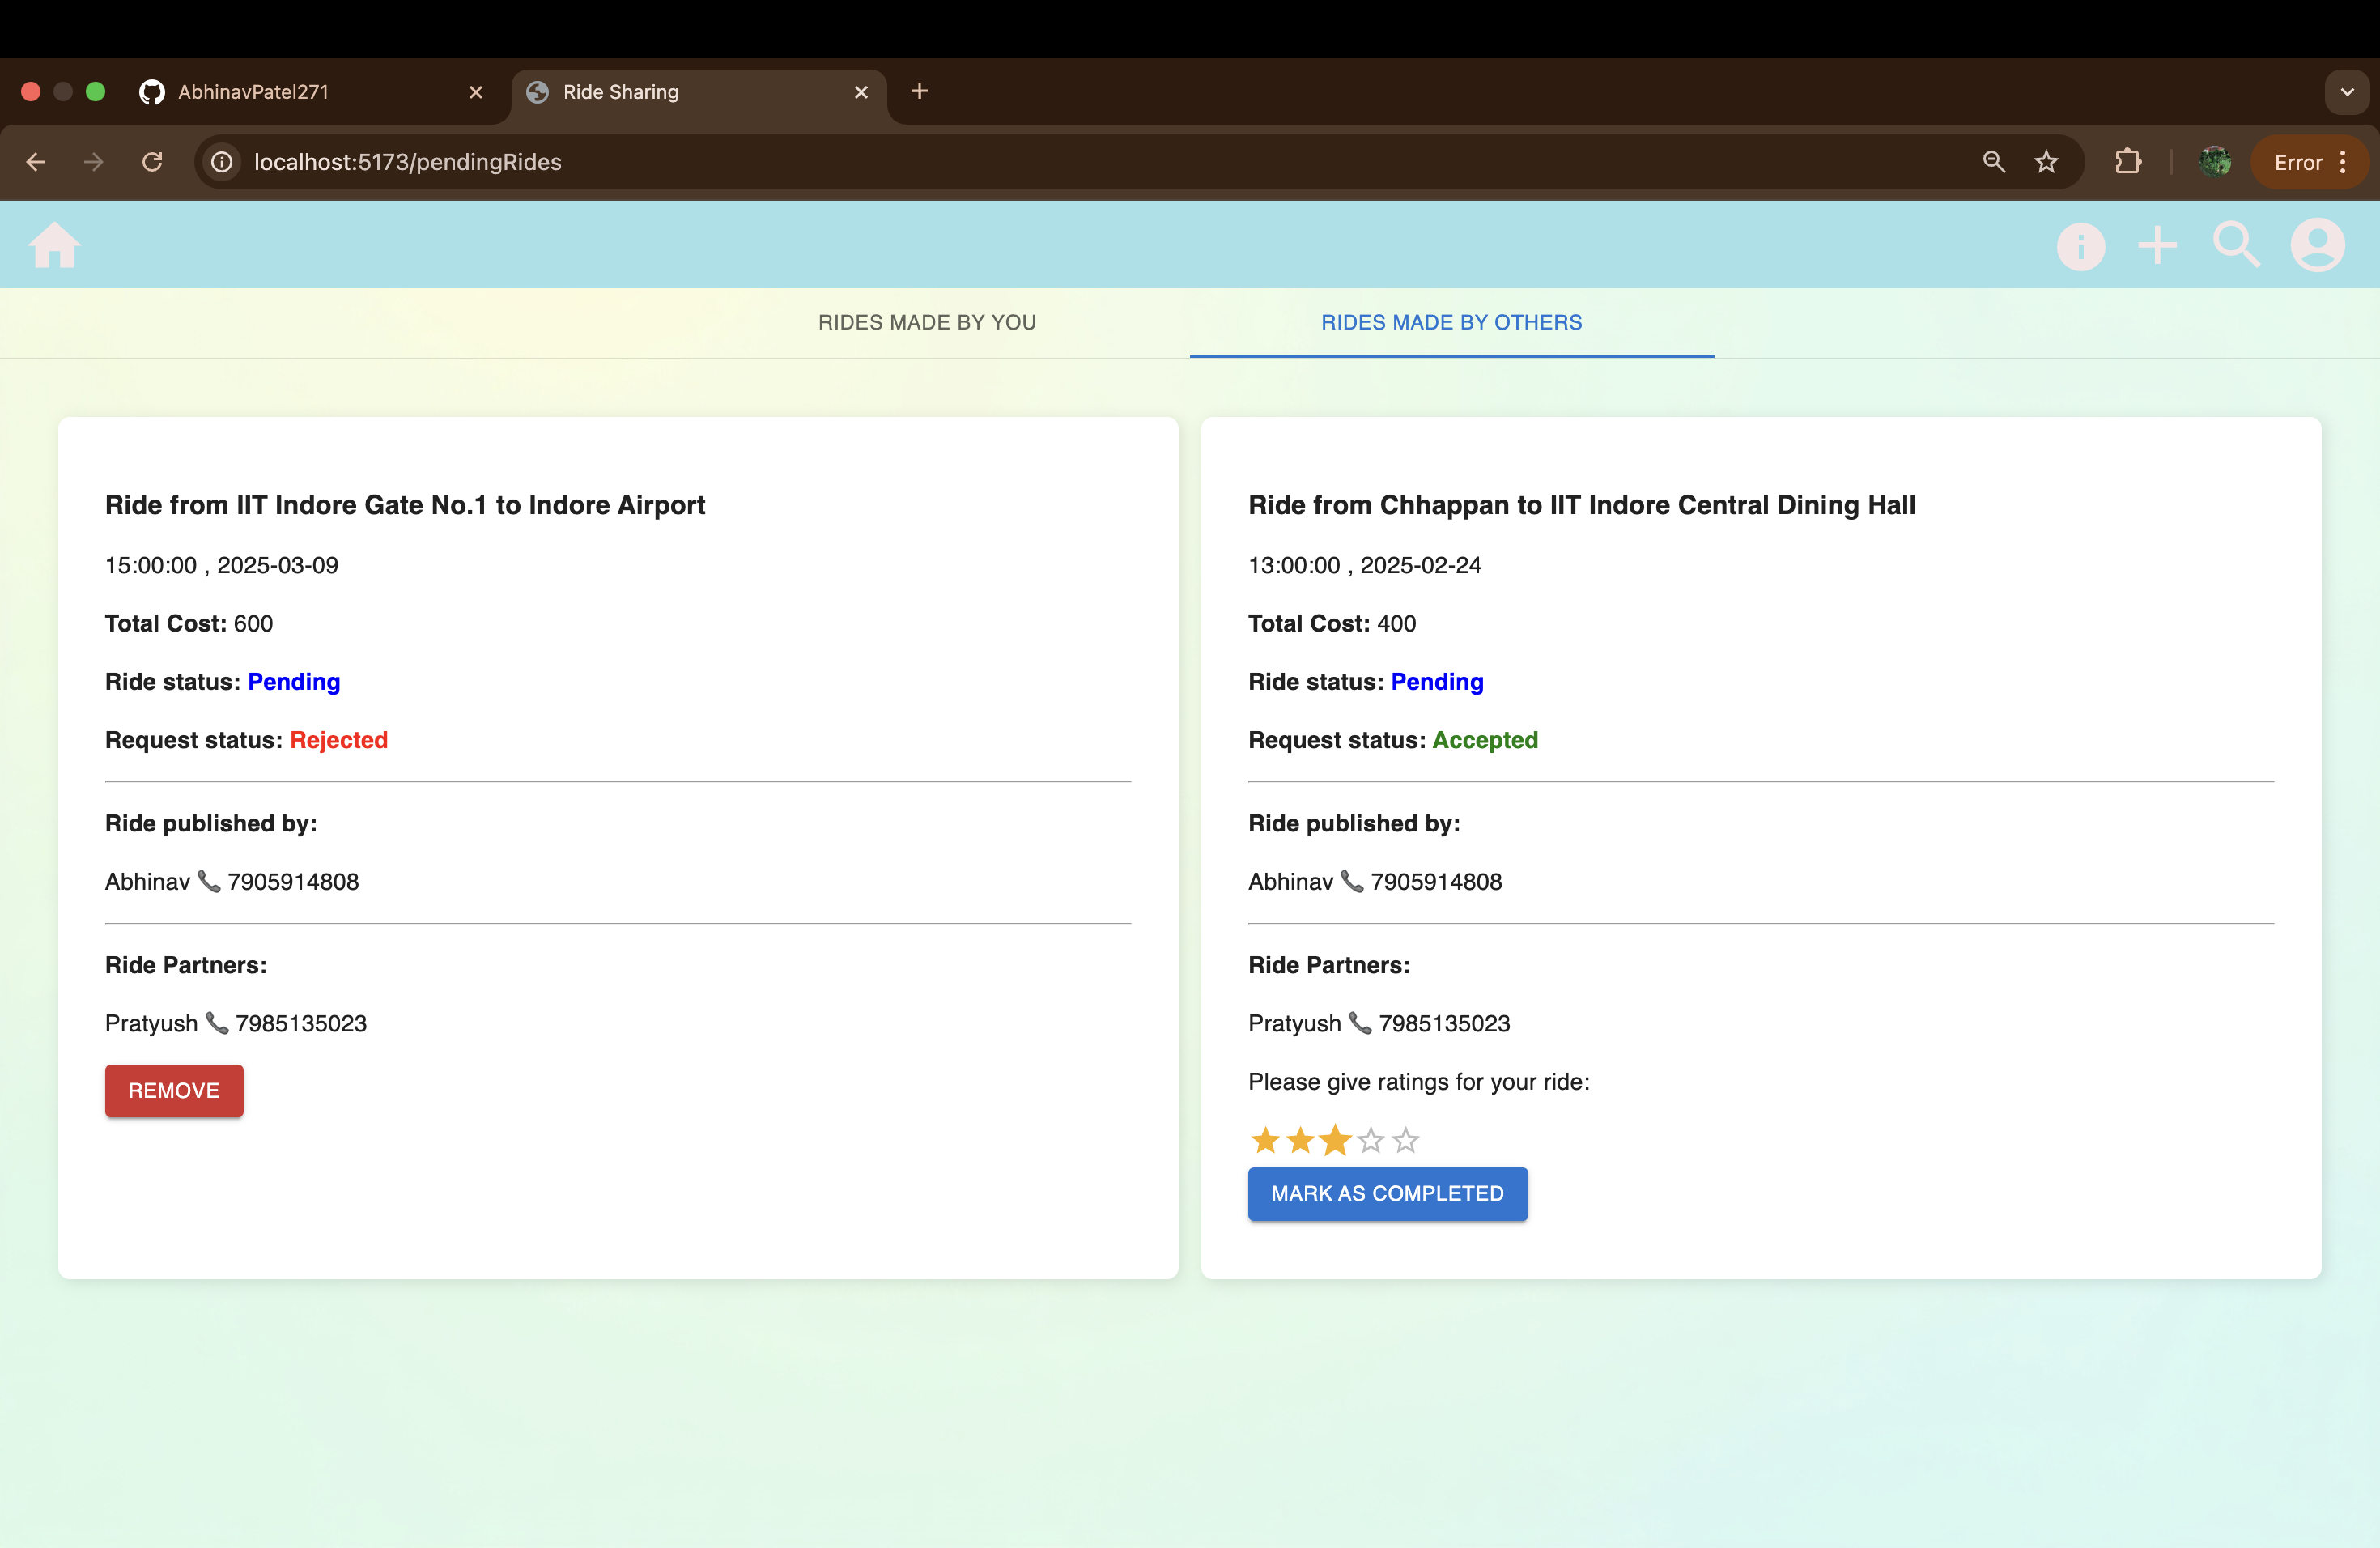 AbhinavPatel271
Ride Sharing
localhost:5173/pendingRides
Error
RIDES MADE BY YOU
RIDES MADE BY OTHERS
Ride from IIT Indore Gate No.1 to Indore Airport
15:00:00 , 2025-03-09
Total Cost: 600
Ride status: Pending
Request status: Rejected
Ride published by:
Abhinav 📞 7905914808
Ride Partners:
Pratyush 📞 7985135023
REMOVE
Ride from Chhappan to IIT Indore Central Dining Hall
13:00:00 , 2025-02-24
Total Cost: 400
Ride status: Pending
Request status: Accepted
Ride published by:
Abhinav 📞 7905914808
Ride Partners:
Pratyush 📞 7985135023
Please give ratings for your ride:
MARK AS COMPLETED